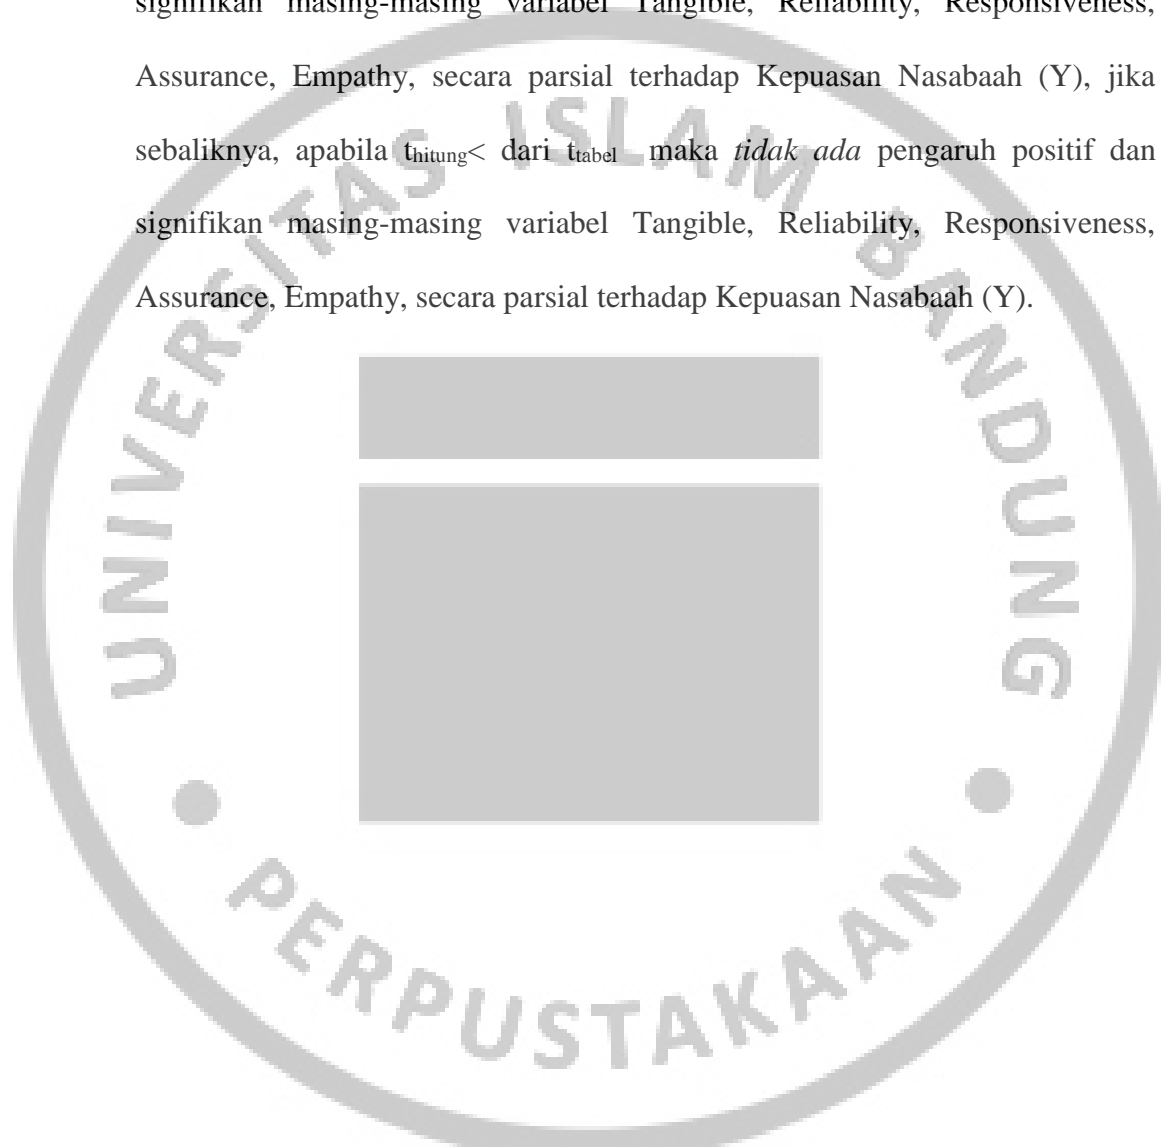 signifikan masing-masing variabel Tangible, Reliability, Responsiveness,
Assurance, Empathy, secara parsial terhadap Kepuasan Nasabaah (Y), jika
sebaliknya, apabila thitung< dari ttabel maka tidak ada pengaruh positif dan
signifikan masing-masing variabel Tangible, Reliability, Responsiveness,
Assurance, Empathy, secara parsial terhadap Kepuasan Nasabaah (Y).
UNIVERSITAS ISLAM BANDUNG
PERPUSTAKAAN